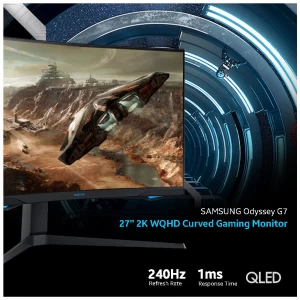 SAMSUNG Odyssey G7
27" 2K WQHD Curved Gaming Monitor
240Hz
Refresh Rate
1ms
Response Time
QLED